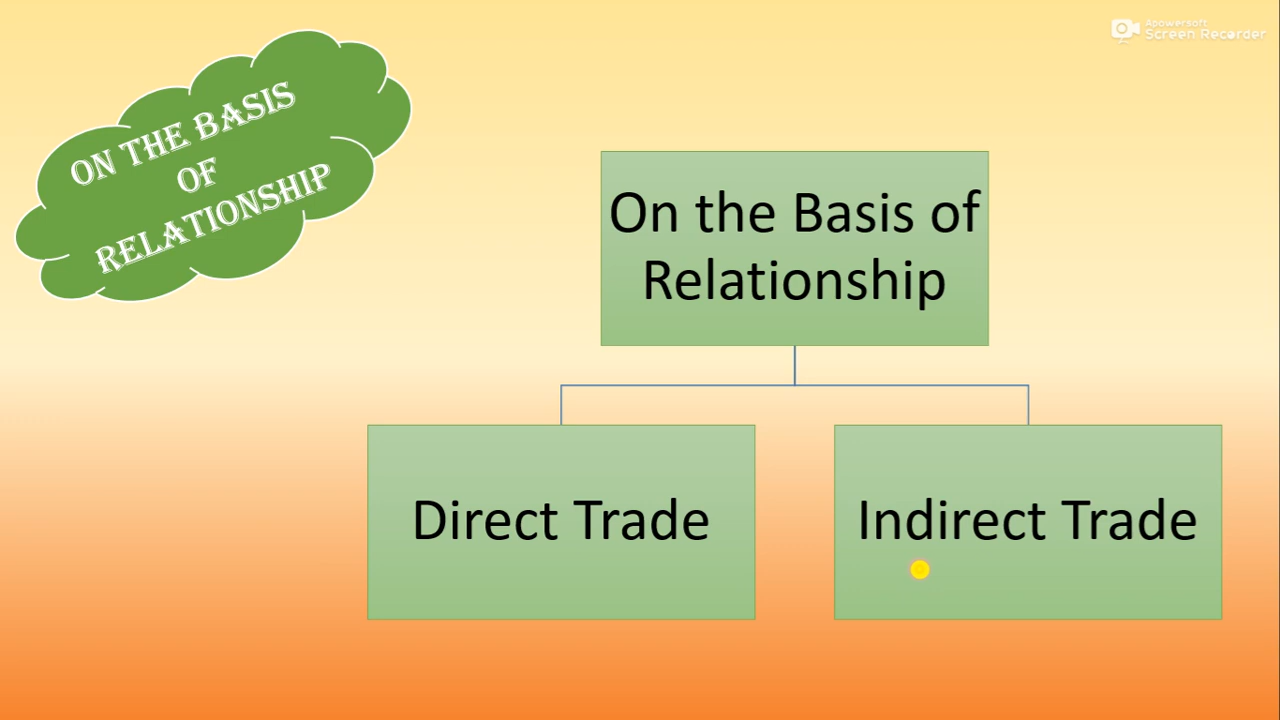 Apowersoft
Screen Recorder
ON THE BASIS
OF
RELATIONSHIP
On the Basis of
Relationship
Direct Trade
Indirect Trade